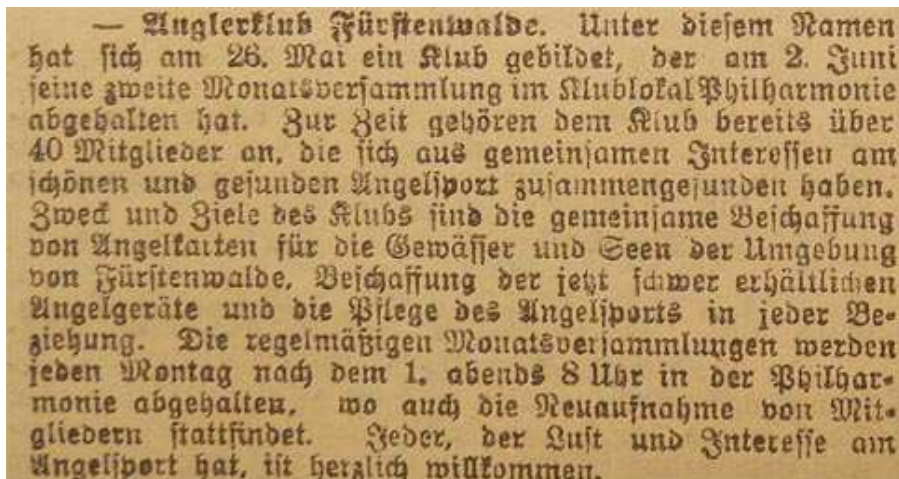 — Anglerklub Fürstenwalde. Unter diesem Namen
hat sich am 26. Mai ein Klub gebildet, der am 2. Juni
seine zweite Monatsversammlung im Klublokal Philharmonie
abgehalten hat. Zur Zeit gehören dem Klub bereits über
40 Mitglieder an, die sich aus gemeinsamen Interessen am
schönen und gesunden Angelsport zusammengefunden haben.
Zweck und Ziele des Klubs sind die gemeinsame Beschaffung
von Angelkarten für die Gewässer und Seen der Umgebung
von Fürstenwalde, Beschaffung der jetzt schwer erhältlichen
Angelgeräte und die Pflege des Angelsports in jeder Be-
ziehung. Die regelmäßigen Monatsversammlungen werden
jeden Montag nach dem 1. abends 8 Uhr in der Philhar-
monie abgehalten, wo auch die Neuaufnahme von Mit-
gliedern stattfindet. Jeder, der Lust und Interesse am
Angelsport hat, ist herzlich willkommen.